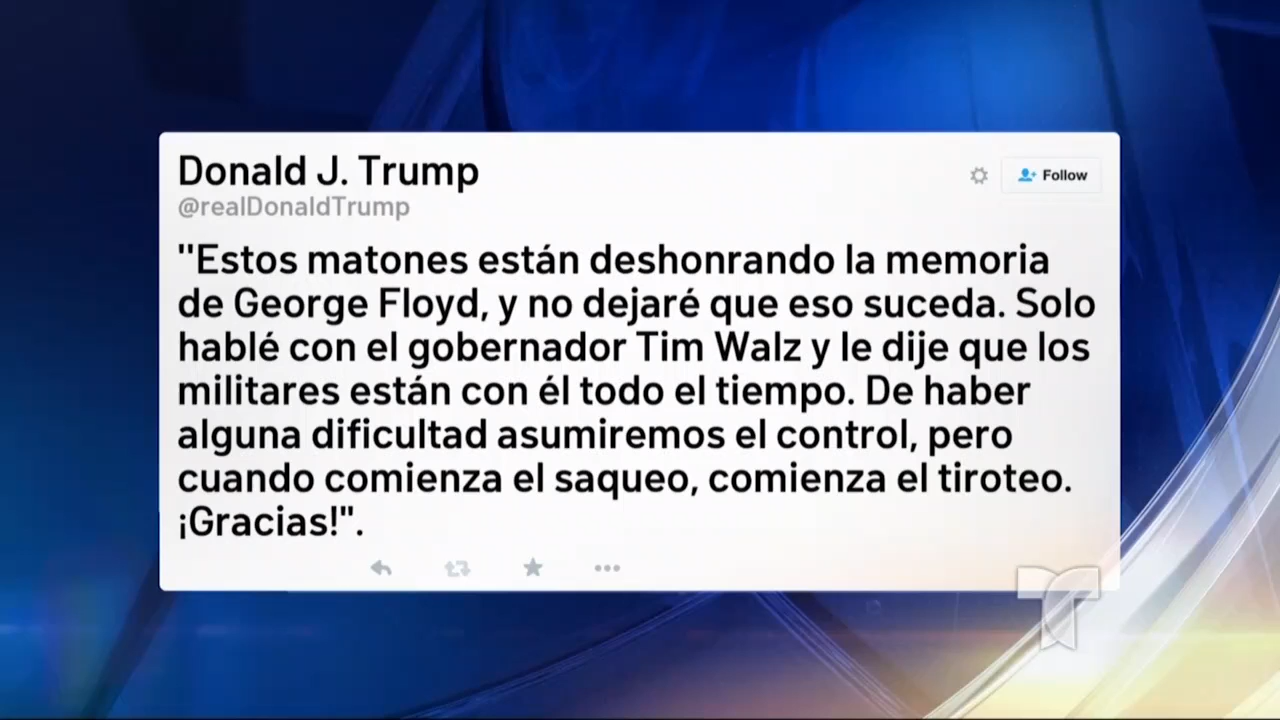 Donald J. Trump
@realDonaldTrump
Follow
"Estos matones están deshonrando la memoria
de George Floyd, y no dejaré que eso suceda. Solo
hablé con el gobernador Tim Walz y le dije que los
militares están con él todo el tiempo. De haber
alguna dificultad asumiremos el control, pero
cuando comienza el saqueo, comienza el tiroteo.
¡Gracias!".